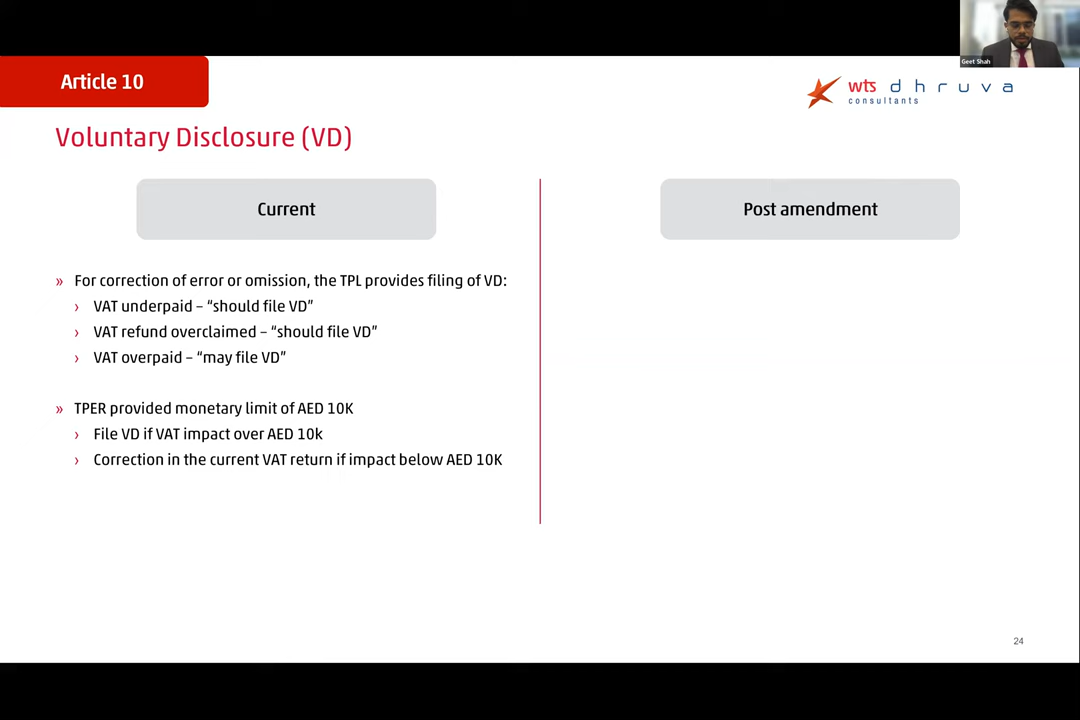 Geet Shah
Article 10
wts dhruva
consultants
Voluntary Disclosure (VD)
Current
Post amendment
» For correction of error or omission, the TPL provides filing of VD:
› VAT underpaid – “should file VD”
› VAT refund overclaimed – “should file VD”
› VAT overpaid – “may file VD”
» TPER provided monetary limit of AED 10K
› File VD if VAT impact over AED 10k
› Correction in the current VAT return if impact below AED 10K
24